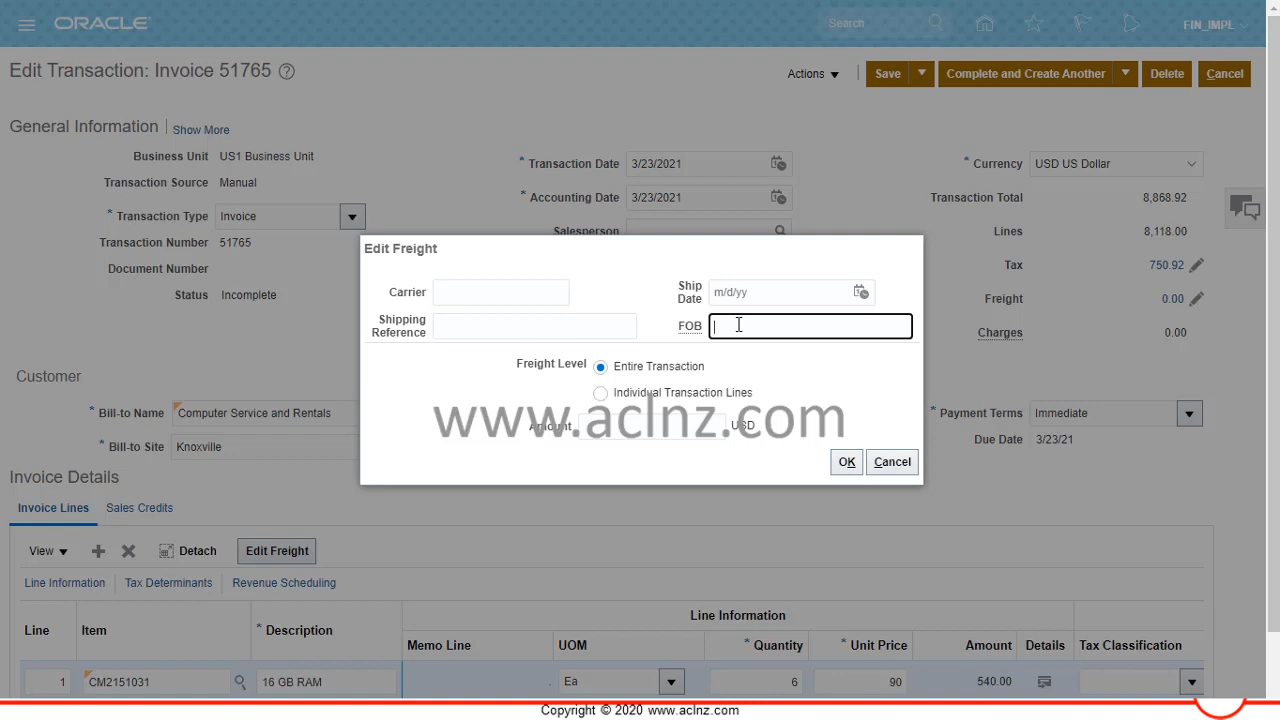 ORACLE
Search
FIN_IMPL
Edit Transaction: Invoice 51765
Actions
Save
Complete and Create Another
Delete
Cancel
General Information
Show More
Business Unit US1 Business Unit
* Transaction Date 3/23/2021
* Currency USD US Dollar
Transaction Source Manual
* Accounting Date 3/23/2021
Transaction Total 8,868.92
* Transaction Type Invoice
Salesperson
Lines 8,118.00
Transaction Number 51765
Document Number
Tax 750.92
Status Incomplete
Freight 0.00
Charges 0.00
Edit Freight
Carrier
Ship
Date
m/d/yy
Shipping
Reference
FOB
Freight Level
Entire Transaction
Individual Transaction Lines
Amount
USD
OK
Cancel
www.aclnz.com
Customer
* Bill-to Name Computer Service and Rentals
* Payment Terms Immediate
* Bill-to Site Knoxville
Due Date 3/23/21
Invoice Details
Invoice Lines
Sales Credits
View
Detach
Edit Freight
Line Information
Tax Determinants
Revenue Scheduling
Line Information
Line Item * Description Memo Line UOM * Quantity * Unit Price Amount Details Tax Classification
1 CM2151031 16 GB RAM . Ea 6 90 540.00
Copyright © 2020 www.aclnz.com